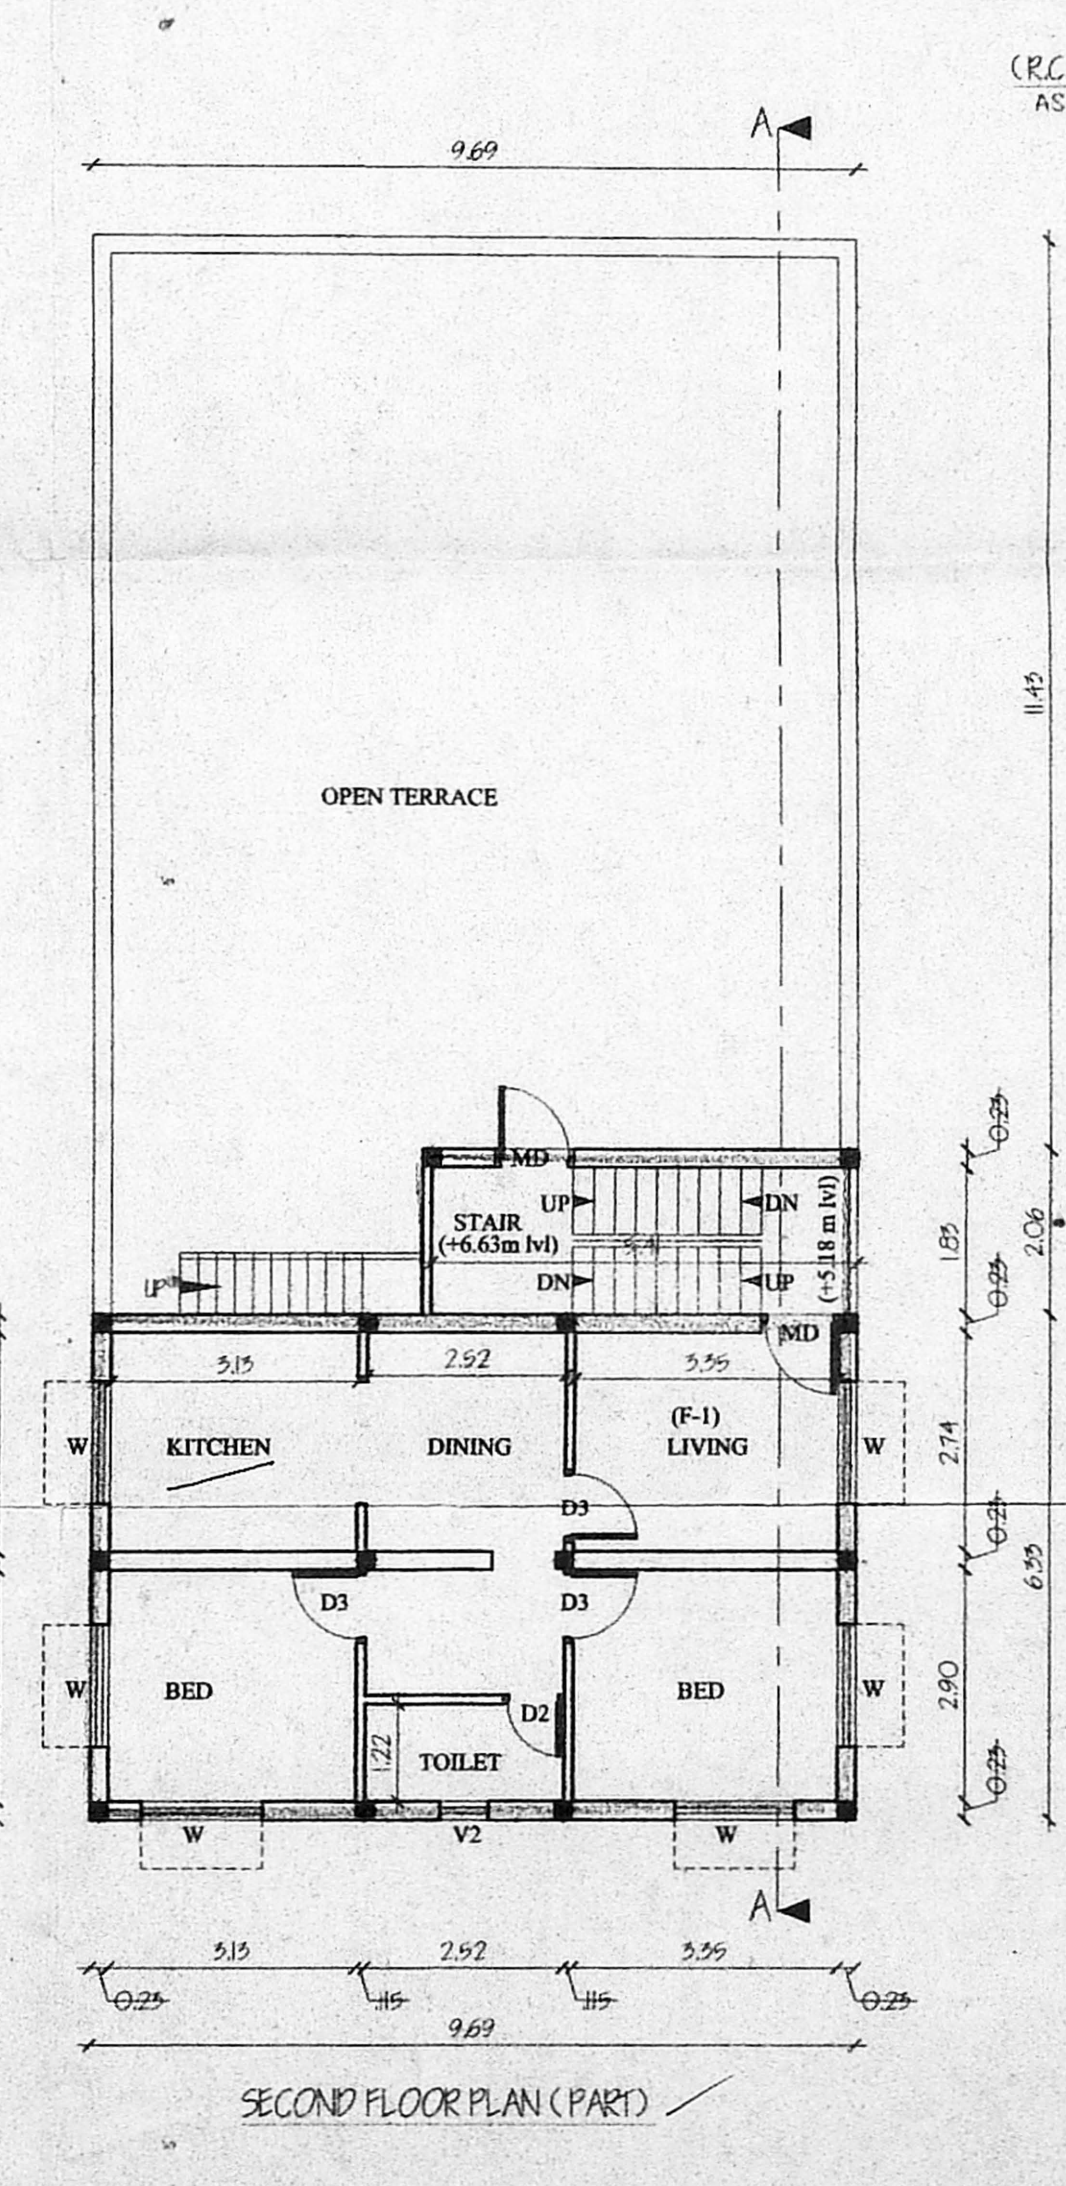 (R.C
AS
A
9.69
11.43
OPEN TERRACE
0.23
MD
UP
DN
STAIR
(+6.63m lvl)
(+5.18 m lvl)
1.83
2.06
UP
DN
UP
0.23
MD
3.13
2.52
3.35
(F-1)
W
KITCHEN
DINING
LIVING
W
2.74
D3
0.23
6.33
D3
D3
W
BED
BED
W
2.90
D2
1.22
TOILET
0.23
W
V2
W
A
3.13
2.52
3.35
0.23
.115
.115
0.23
9.69
SECOND FLOOR PLAN (PART)